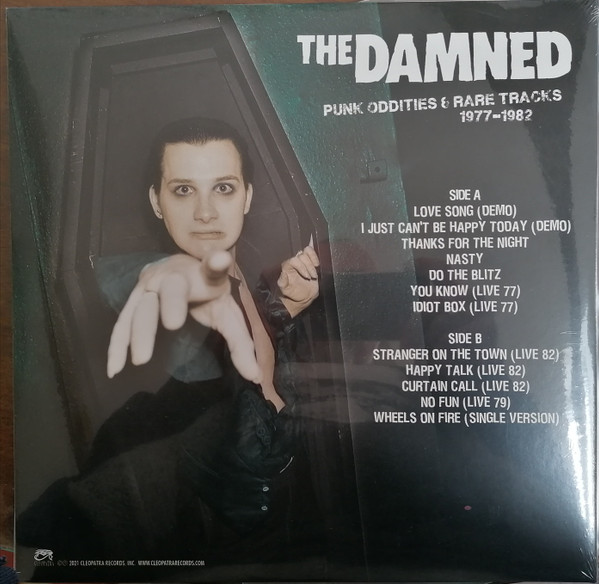 THE DAMNED
PUNK ODDITIES & RARE TRACKS
1977-1982
SIDE A
LOVE SONG (DEMO)
I JUST CAN'T BE HAPPY TODAY (DEMO)
THANKS FOR THE NIGHT
NASTY
DO THE BLITZ
YOU KNOW (LIVE 77)
IDIOT BOX (LIVE 77)
SIDE B
STRANGER ON THE TOWN (LIVE 82)
HAPPY TALK (LIVE 82)
CURTAIN CALL (LIVE 82)
NO FUN (LIVE 79)
WHEELS ON FIRE (SINGLE VERSION)
©℗ 2021 CLEOPATRA RECORDS, INC. WWW.CLEOPATRARECORDS.COM